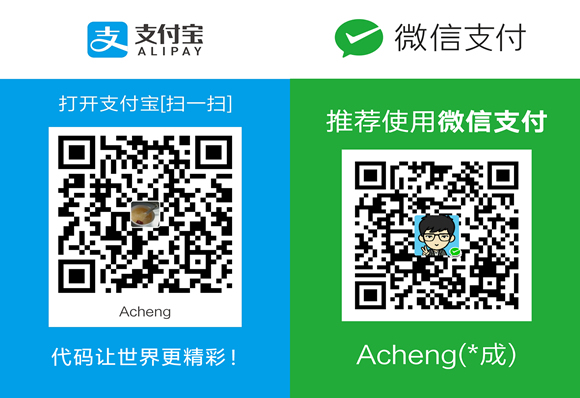 支付宝
ALIPAY
打开支付宝[扫一扫]
Acheng
代码让世界更精彩！
微信支付
推荐使用微信支付
Acheng(*成)